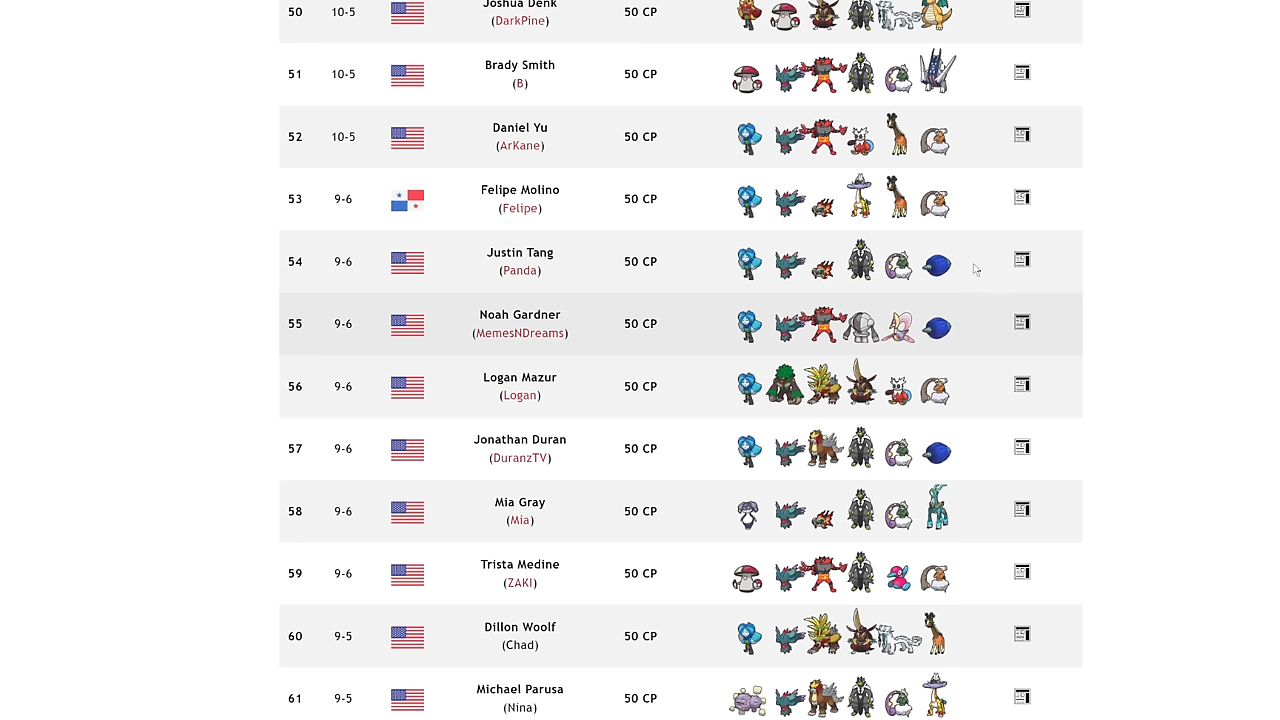 50 10-5 Joshua Denk 50 CP
(DarkPine)
51 10-5 Brady Smith 50 CP
(B)
52 10-5 Daniel Yu 50 CP
(ArKane)
53 9-6 Felipe Molino 50 CP
(Felipe)
54 9-6 Justin Tang 50 CP
(Panda)
55 9-6 Noah Gardner 50 CP
(MemesNDreams)
56 9-6 Logan Mazur 50 CP
(Logan)
57 9-6 Jonathan Duran 50 CP
(DuranzTV)
58 9-6 Mia Gray 50 CP
(Mia)
59 9-6 Trista Medine 50 CP
(ZAKI)
60 9-5 Dillon Woolf 50 CP
(Chad)
61 9-5 Michael Parusa 50 CP
(Nina)